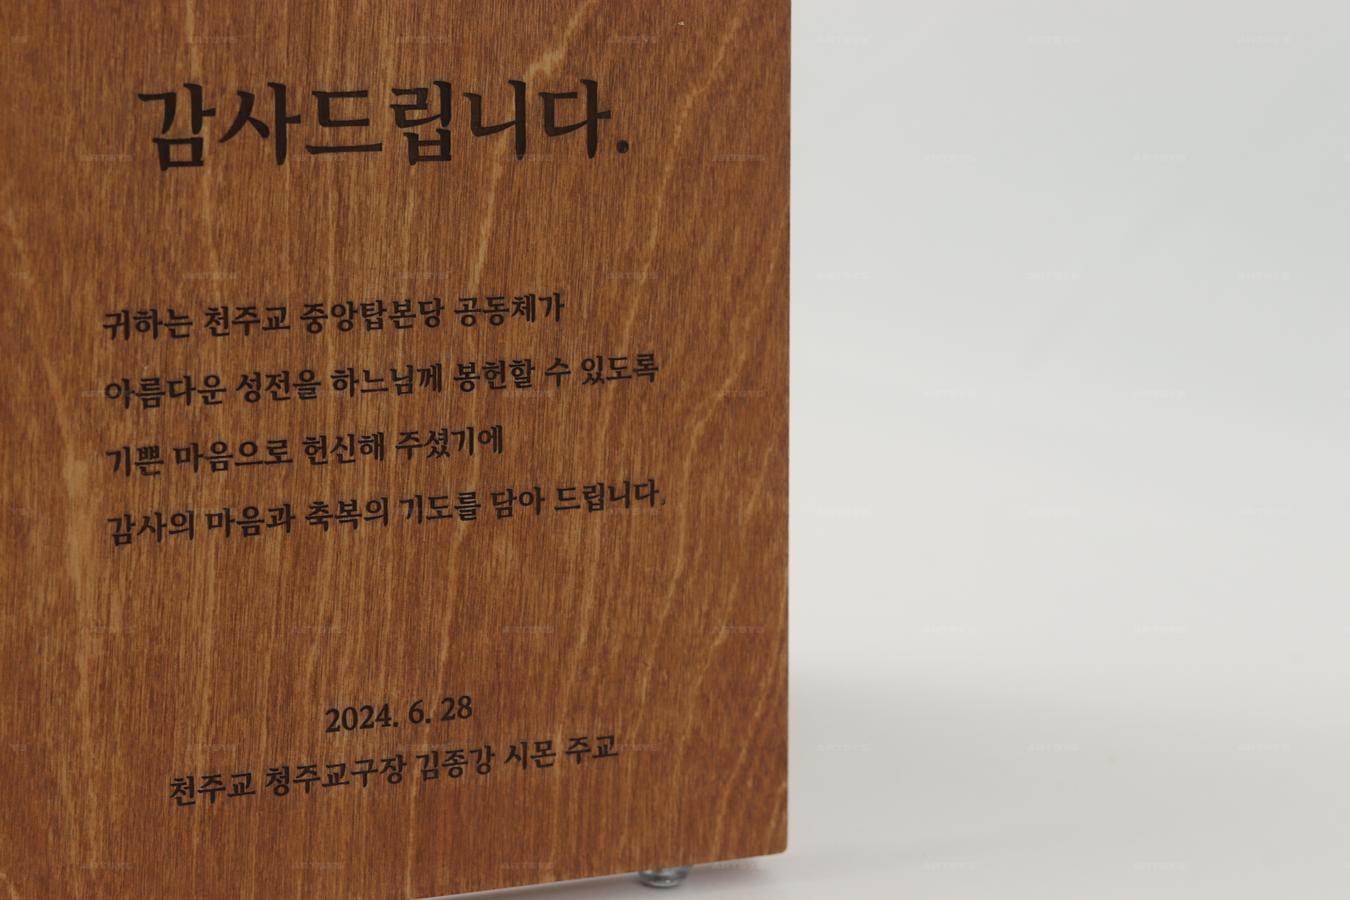 감사드립니다.
귀하는 천주교 중앙탑본당 공동체가
아름다운 성전을 하느님께 봉헌할 수 있도록
기쁜 마음으로 헌신해 주셨기에
감사의 마음과 축복의 기도를 담아 드립니다.
2024. 6. 28
천주교 청주교구장 김종강 시몬 주교